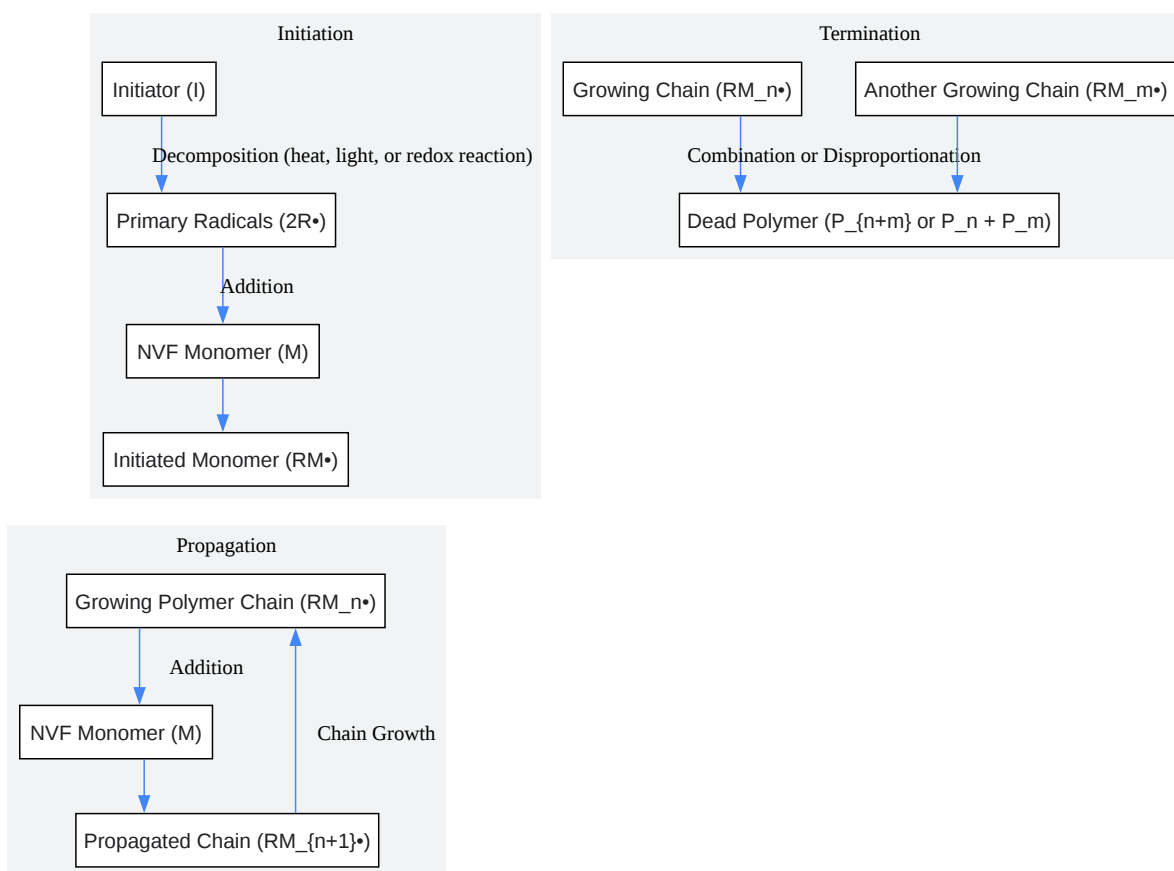 Initiation
Initiator (I)
Decomposition (heat, light, or redox reaction)
Primary Radicals (2R•)
Addition
NVF Monomer (M)
Initiated Monomer (RM•)
Termination
Growing Chain (RM_n•)
Another Growing Chain (RM_m•)
Combination or Disproportionation
Dead Polymer (P_{n+m} or P_n + P_m)
Propagation
Growing Polymer Chain (RM_n•)
Addition
NVF Monomer (M)
Chain Growth
Propagated Chain (RM_{n+1}•)